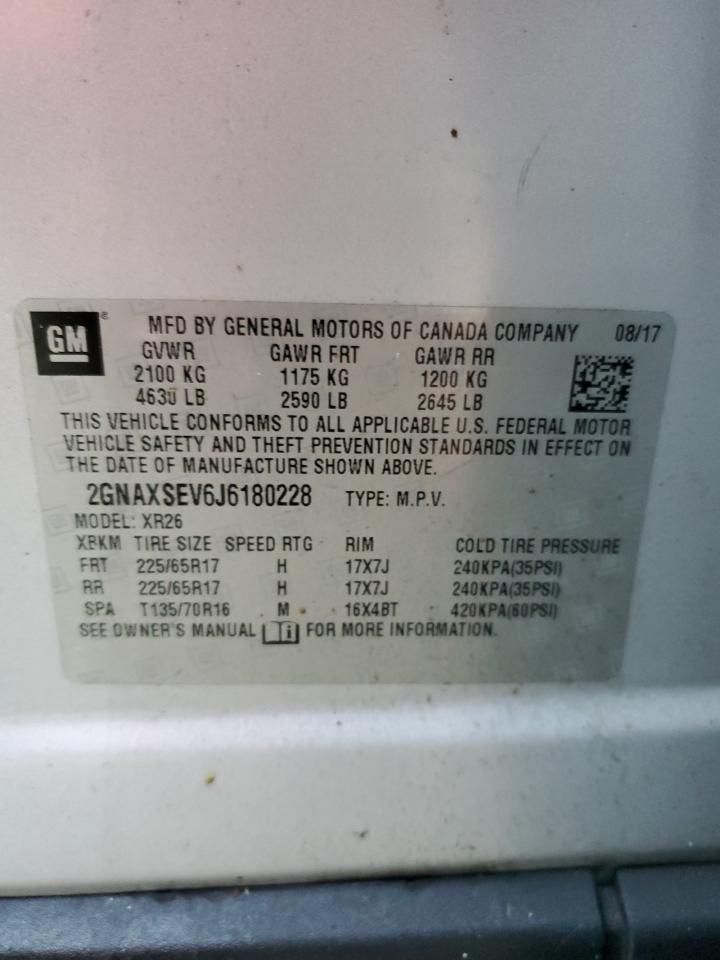 GM ® MFD BY GENERAL MOTORS OF CANADA COMPANY 08/17
GVWR GAWR FRT GAWR RR
2100 KG 1175 KG 1200 KG
4630 LB 2590 LB 2645 LB
THIS VEHICLE CONFORMS TO ALL APPLICABLE U.S. FEDERAL MOTOR
VEHICLE SAFETY AND THEFT PREVENTION STANDARDS IN EFFECT ON
THE DATE OF MANUFACTURE SHOWN ABOVE.
2GNAXSEV6J6180228 TYPE: M.P.V.
MODEL: XR26
XBKM TIRE SIZE SPEED RTG RIM COLD TIRE PRESSURE
FRT 225/65R17 H 17X7J 240KPA(35PSI)
RR 225/65R17 H 17X7J 240KPA(35PSI)
SPA T135/70R16 M 16X4BT 420KPA(60PSI)
SEE OWNER'S MANUAL i FOR MORE INFORMATION.